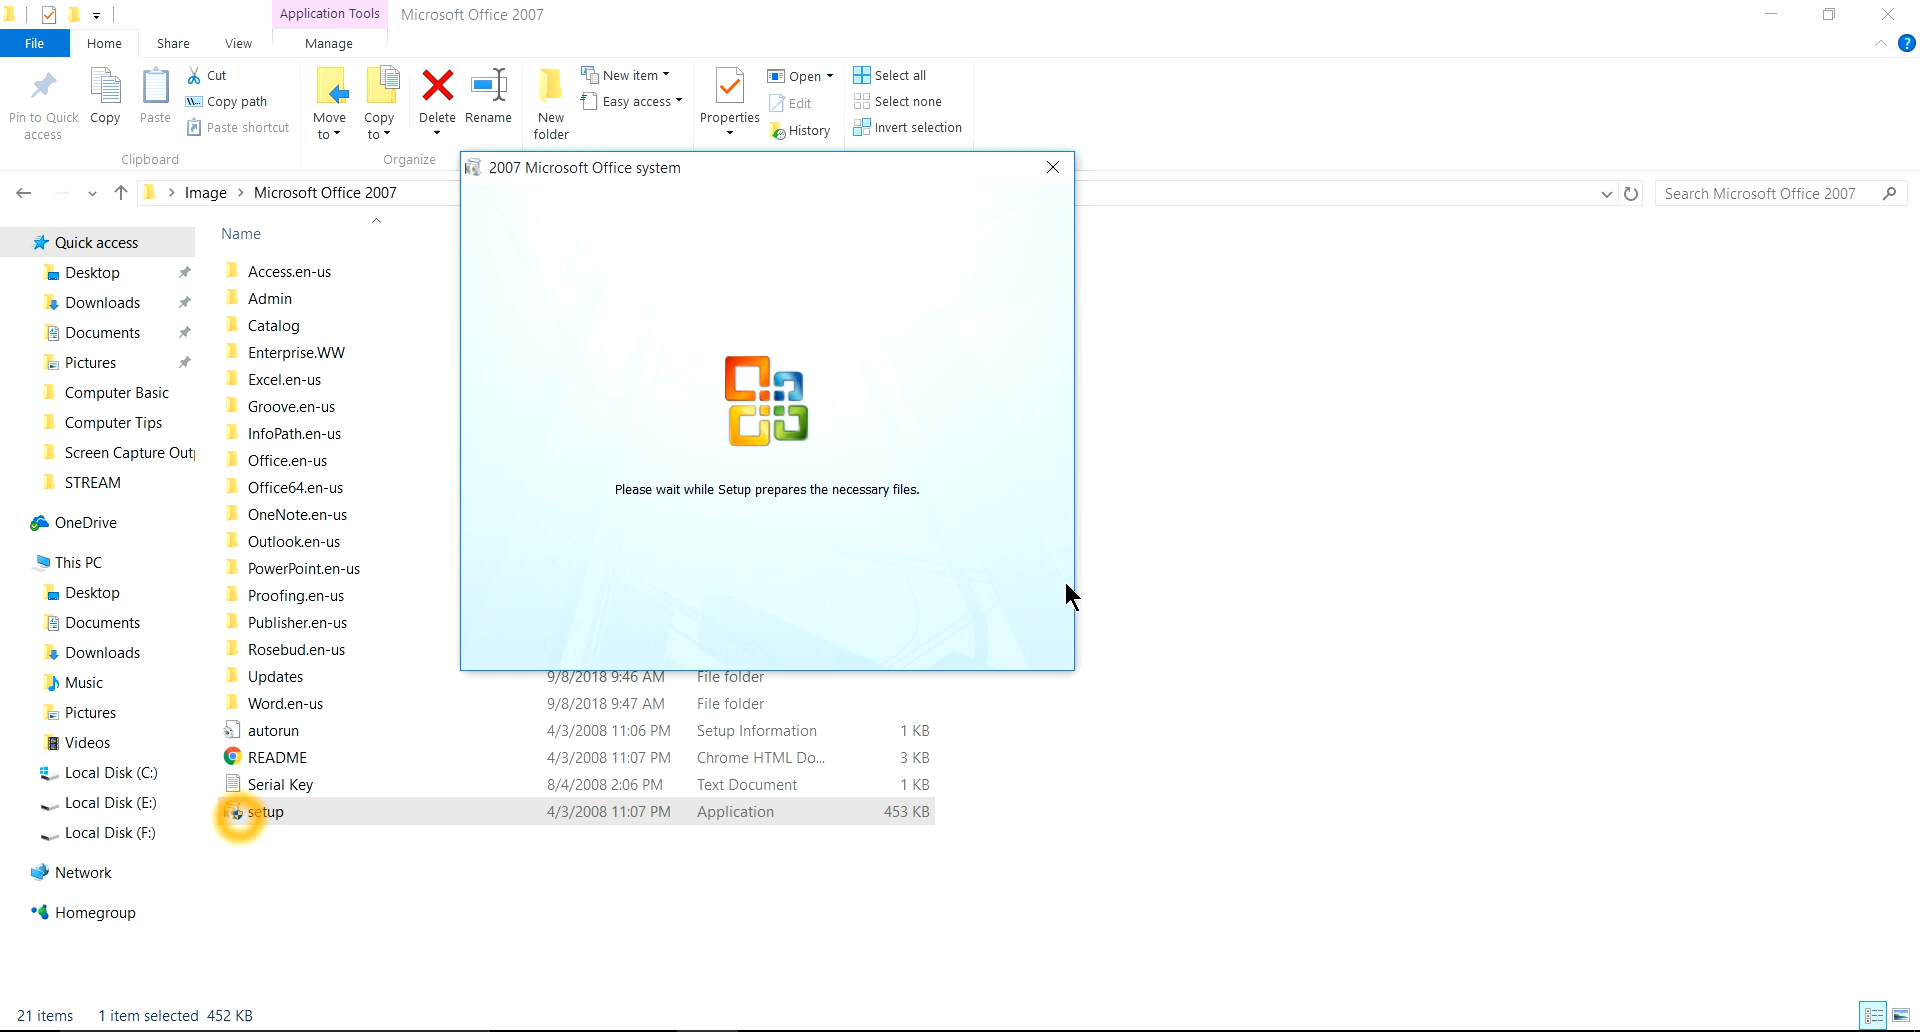 Application Tools Microsoft Office 2007
File Home Share View Manage
Pin to Quick access
Copy
Paste
Cut
Copy path
Paste shortcut
Clipboard
Move to
Copy to
Delete
Rename
Organize
New folder
New item
Easy access
Properties
Open
Edit
History
Select all
Select none
Invert selection
Image > Microsoft Office 2007
Search Microsoft Office 2007
Quick access
Desktop
Downloads
Documents
Pictures
Computer Basic
Computer Tips
Screen Capture Out
STREAM
OneDrive
This PC
Desktop
Documents
Downloads
Music
Pictures
Videos
Local Disk (C:)
Local Disk (E:)
Local Disk (F:)
Network
Homegroup
Name
Access.en-us
Admin
Catalog
Enterprise.WW
Excel.en-us
Groove.en-us
InfoPath.en-us
Office.en-us
Office64.en-us
OneNote.en-us
Outlook.en-us
PowerPoint.en-us
Proofing.en-us
Publisher.en-us
Rosebud.en-us
Updates 9/8/2018 9:46 AM File folder
Word.en-us 9/8/2018 9:47 AM File folder
autorun 4/3/2008 11:06 PM Setup Information 1 KB
README 4/3/2008 11:07 PM Chrome HTML Do... 3 KB
Serial Key 8/4/2008 2:06 PM Text Document 1 KB
setup 4/3/2008 11:07 PM Application 453 KB
2007 Microsoft Office system
Please wait while Setup prepares the necessary files.
21 items 1 item selected 452 KB